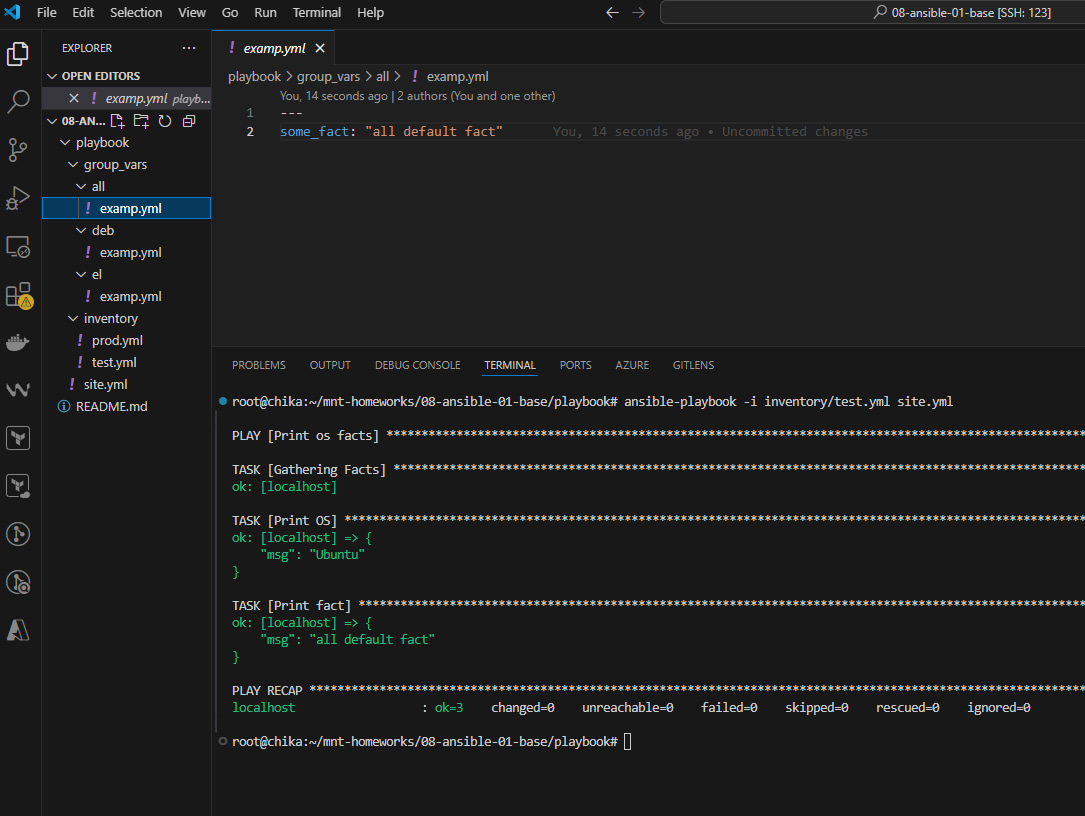 File Edit Selection View Go Run Terminal Help
08-ansible-01-base [SSH: 123]
EXPLORER
OPEN EDITORS
examp.yml playb...
08-AN...
playbook
group_vars
all
examp.yml
deb
examp.yml
el
examp.yml
inventory
prod.yml
test.yml
site.yml
README.md
examp.yml
playbook > group_vars > all > ! examp.yml
You, 14 seconds ago | 2 authors (You and one other)
1 ---
2 some_fact: "all default fact" You, 14 seconds ago • Uncommitted changes
PROBLEMS OUTPUT DEBUG CONSOLE TERMINAL PORTS AZURE GITLENS
root@chika:~/mnt-homeworks/08-ansible-01-base/playbook# ansible-playbook -i inventory/test.yml site.yml
PLAY [Print os facts] ****************************************************************************************************
TASK [Gathering Facts] ***************************************************************************************************
ok: [localhost]
TASK [Print OS] **********************************************************************************************************
ok: [localhost] => {
"msg": "Ubuntu"
}
TASK [Print fact] ********************************************************************************************************
ok: [localhost] => {
"msg": "all default fact"
}
PLAY RECAP ***************************************************************************************************************
localhost : ok=3 changed=0 unreachable=0 failed=0 skipped=0 rescued=0 ignored=0
root@chika:~/mnt-homeworks/08-ansible-01-base/playbook#